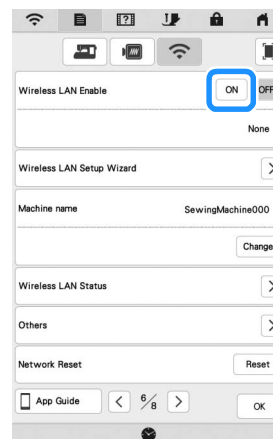 Wireless LAN Enable ON OFF
None
Wireless LAN Setup Wizard
Machine name SewingMachine000
Change
Wireless LAN Status
Others
Network Reset Reset
App Guide 6/8 OK